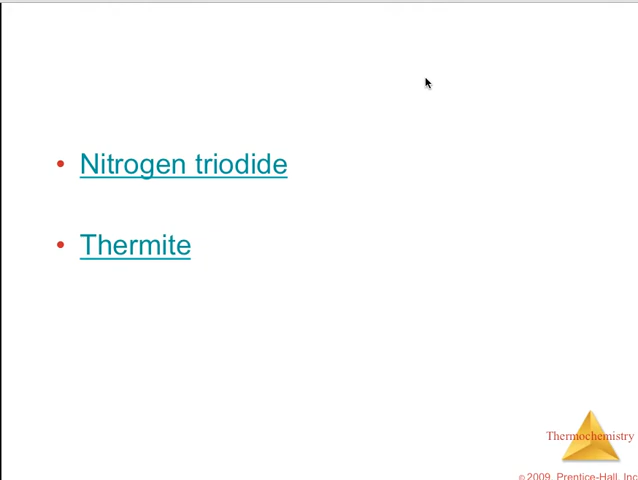 • Nitrogen triodide
• Thermite
Thermochemistry
© 2009, Prentice-Hall, Inc